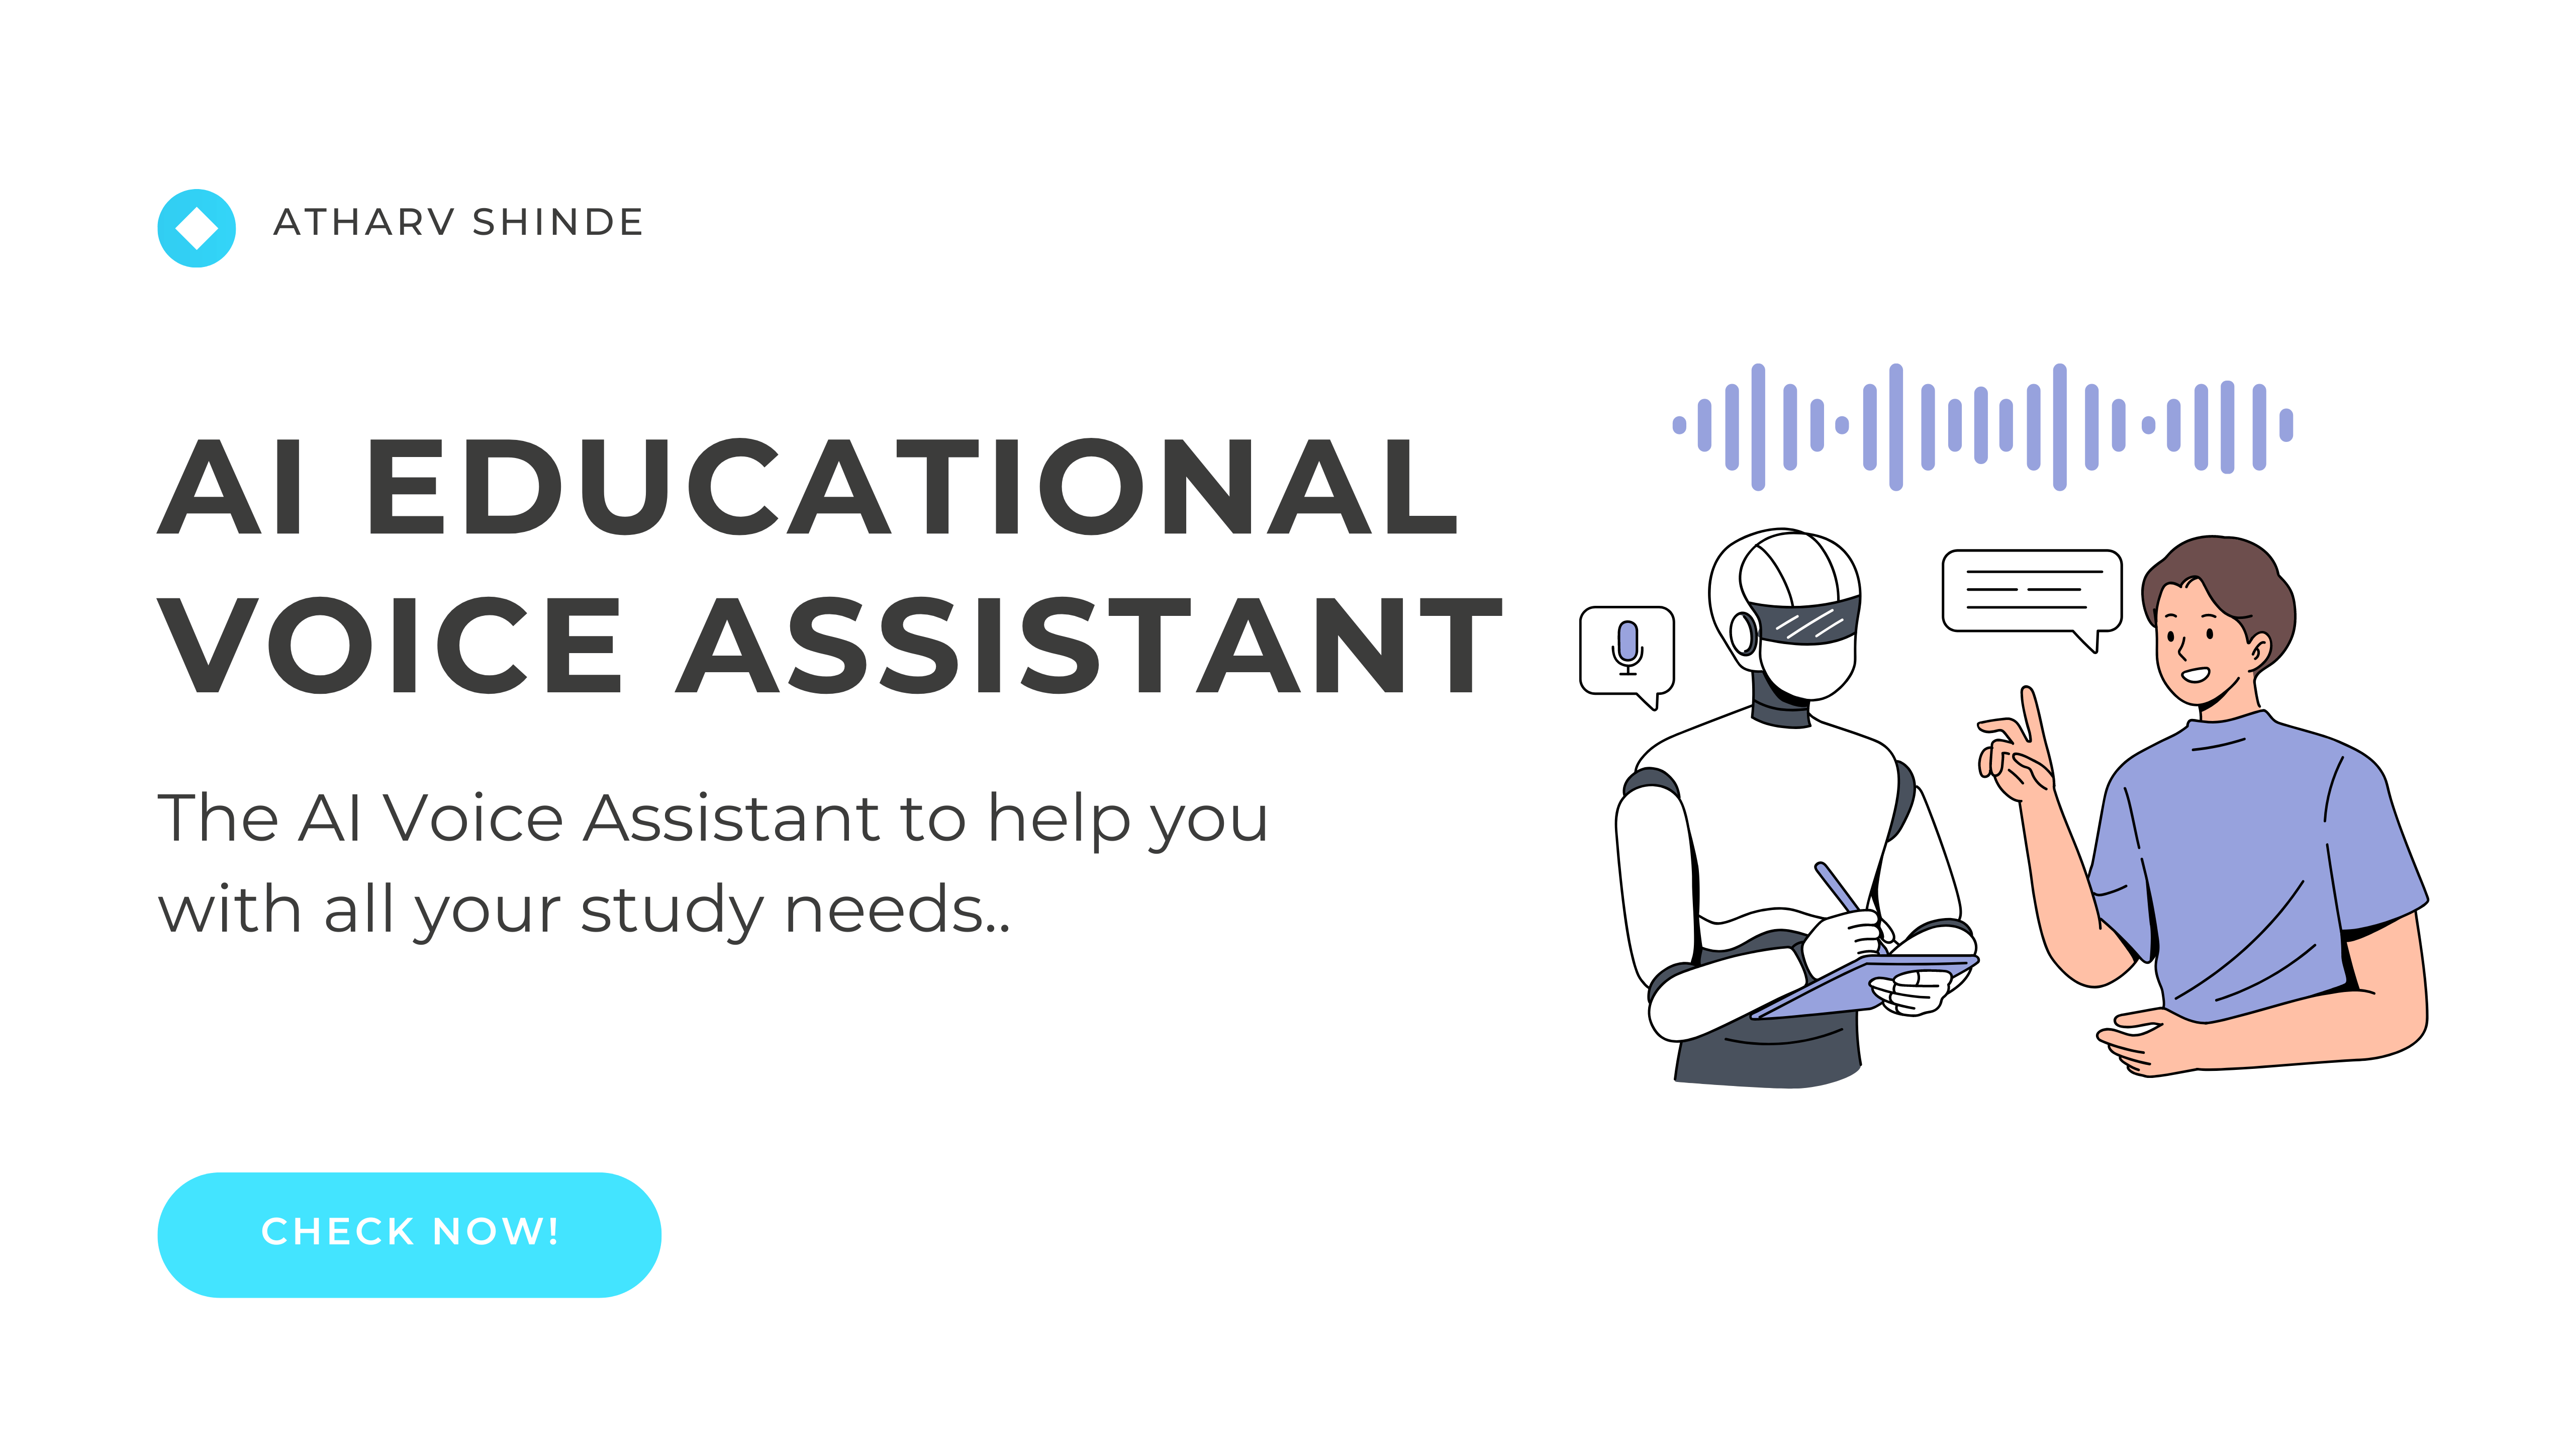 ATHARV SHINDE
AI EDUCATIONAL
VOICE ASSISTANT
The AI Voice Assistant to help you
with all your study needs..
CHECK NOW!